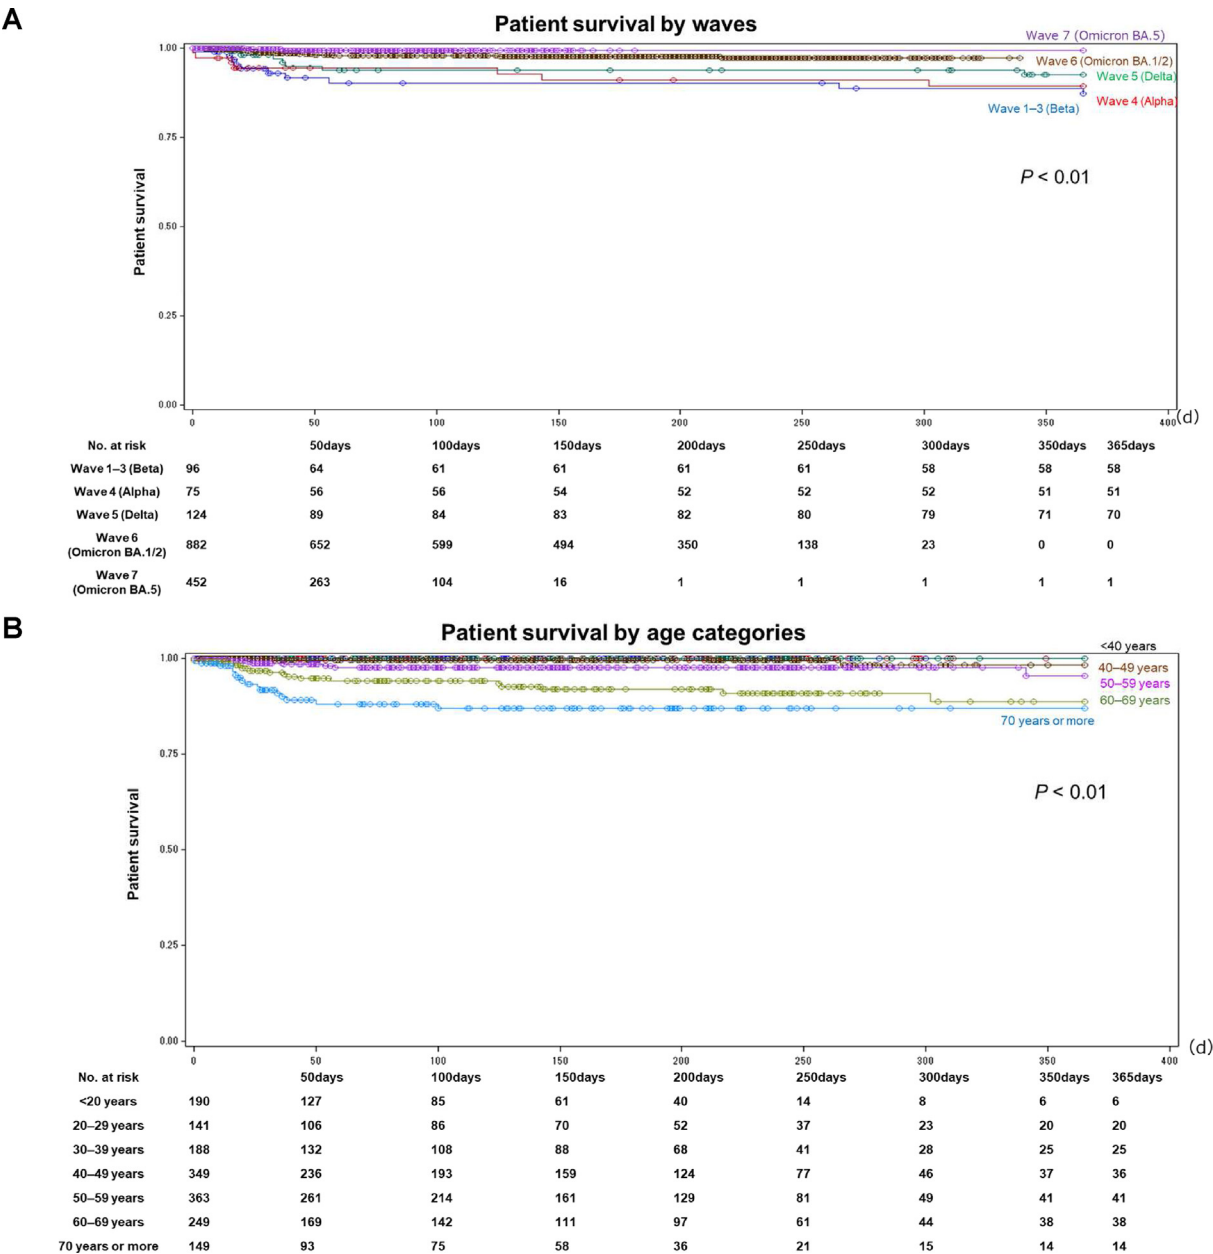 A
Patient survival by waves
Wave 7 (Omicron BA.5)
Wave 6 (Omicron BA.1/2)
Wave 5 (Delta)
Wave 4 (Alpha)
Wave 1–3 (Beta)
P < 0.01
Patient survival
1.00
0.75
0.50
0.25
0.00
0 50 100 150 200 250 300 350 400 (d)
No. at risk 50days 100days 150days 200days 250days 300days 350days 365days
Wave 1–3 (Beta) 96 64 61 61 61 61 58 58 58
Wave 4 (Alpha) 75 56 56 54 52 52 52 51 51
Wave 5 (Delta) 124 89 84 83 82 80 79 71 70
Wave 6
(Omicron BA.1/2) 882 652 599 494 350 138 23 0 0
Wave 7
(Omicron BA.5) 452 263 104 16 1 1 1 1 1
B
Patient survival by age categories
<40 years
40–49 years
50–59 years
60–69 years
70 years or more
P < 0.01
Patient survival
1.00
0.75
0.50
0.25
0.00
0 50 100 150 200 250 300 350 400 (d)
No. at risk 50days 100days 150days 200days 250days 300days 350days 365days
<20 years 190 127 85 61 40 14 8 6 6
20–29 years 141 106 86 70 52 37 23 20 20
30–39 years 188 132 108 88 68 41 28 25 25
40–49 years 349 236 193 159 124 77 46 37 36
50–59 years 363 261 214 161 129 81 49 41 41
60–69 years 249 169 142 111 97 61 44 38 38
70 years or more 149 93 75 58 36 21 15 14 14